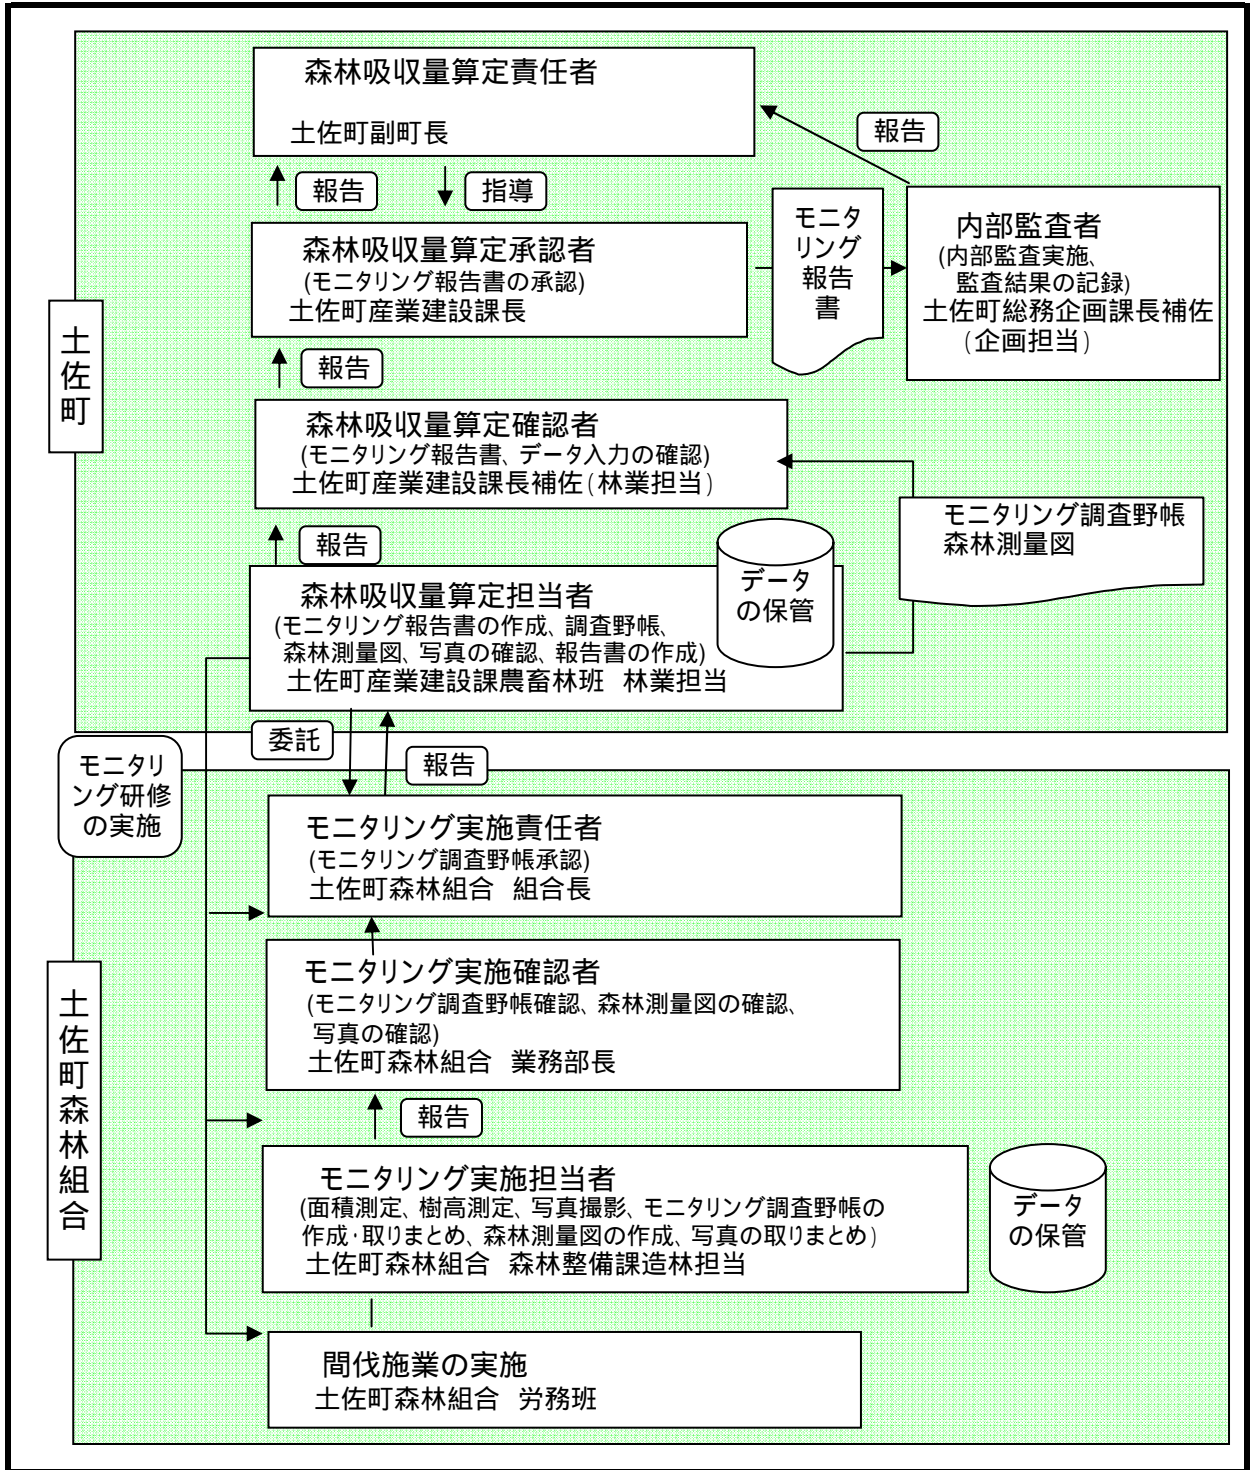 森林吸収量算定責任者
土佐町副町長
報告
報告
指導
モニタ
リング
報告
書
内部監査者
(内部監査実施、
監査結果の記録)
土佐町総務企画課長補佐
(企画担当)
森林吸収量算定承認者
(モニタリング報告書の承認)
土佐町産業建設課長
土佐町
報告
森林吸収量算定確認者
(モニタリング報告書、データ入力の確認)
土佐町産業建設課長補佐(林業担当)
モニタリング調査野帳
森林測量図
報告
データ
の保管
森林吸収量算定担当者
(モニタリング報告書の作成、調査野帳、
森林測量図、写真の確認、報告書の作成)
土佐町産業建設課農畜林班 林業担当
委託
報告
モニタリ
ング研修
の実施
モニタリング実施責任者
(モニタリング調査野帳承認)
土佐町森林組合 組合長
モニタリング実施確認者
(モニタリング調査野帳確認、森林測量図の確認、
写真の確認)
土佐町森林組合 業務部長
土佐町森林組合
報告
モニタリング実施担当者
(面積測定、樹高測定、写真撮影、モニタリング調査野帳の
作成・取りまとめ、森林測量図の作成、写真の取りまとめ)
土佐町森林組合 森林整備課造林担当
データ
の保管
間伐施業の実施
土佐町森林組合 労務班